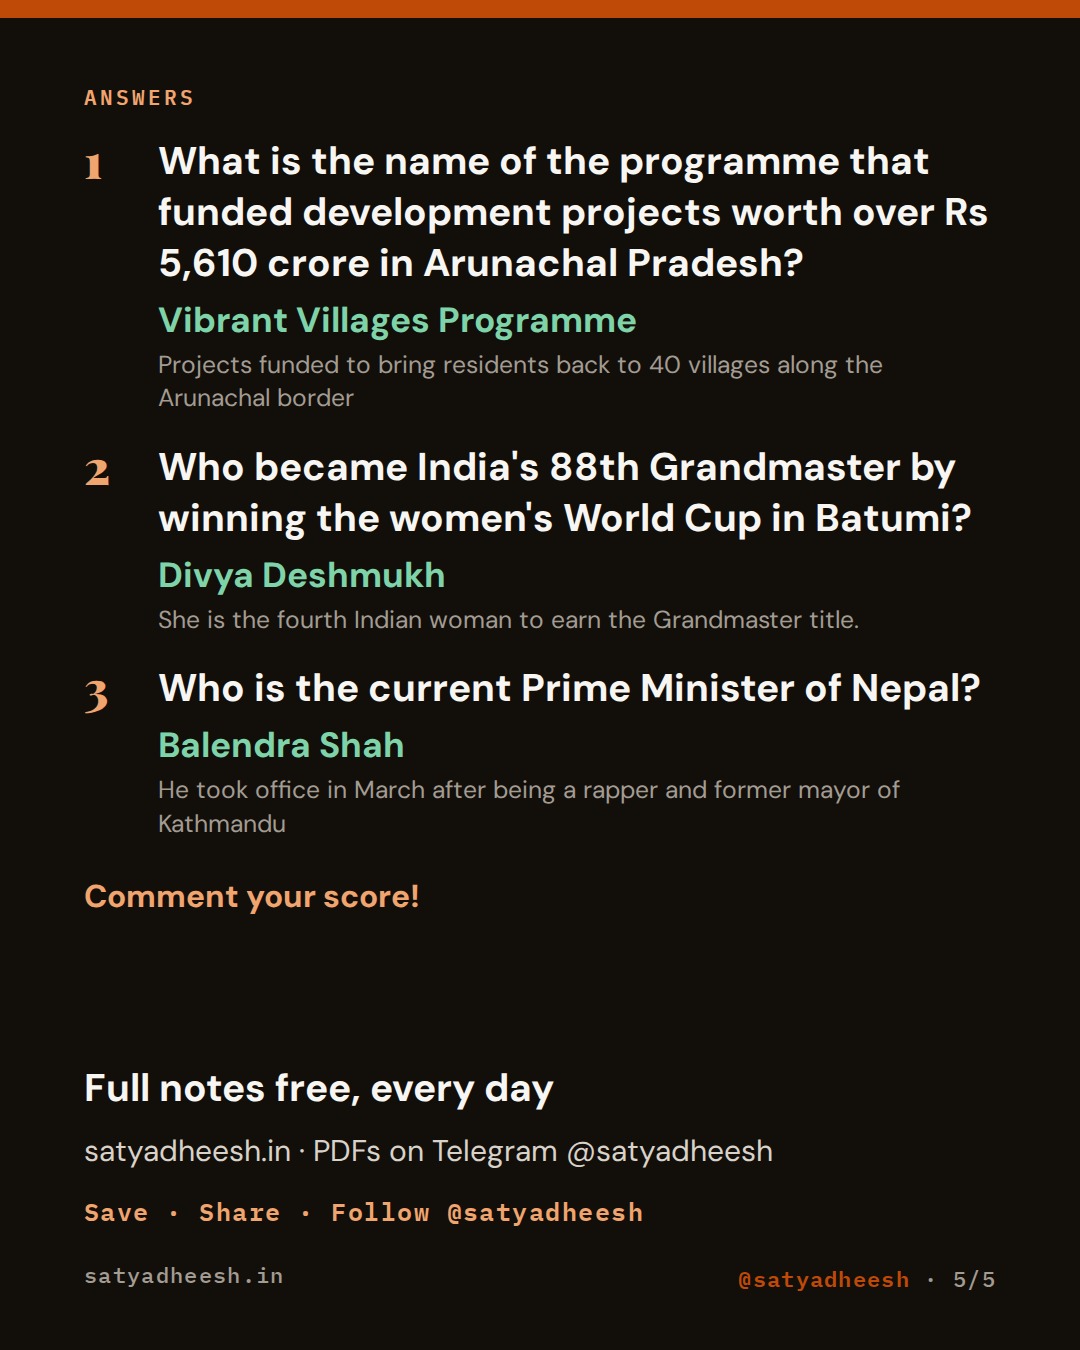 ANSWERS
1
What is the name of the programme that
funded development projects worth over Rs
5,610 crore in Arunachal Pradesh?
Vibrant Villages Programme
Projects funded to bring residents back to 40 villages along the
Arunachal border
2
Who became India's 88th Grandmaster by
winning the women's World Cup in Batumi?
Divya Deshmukh
She is the fourth Indian woman to earn the Grandmaster title.
3
Who is the current Prime Minister of Nepal?
Balendra Shah
He took office in March after being a rapper and former mayor of
Kathmandu
Comment your score!
Full notes free, every day
satyadheesh.in · PDFs on Telegram @satyadheesh
Save · Share · Follow @satyadheesh
satyadheesh.in
@satyadheesh · 5/5